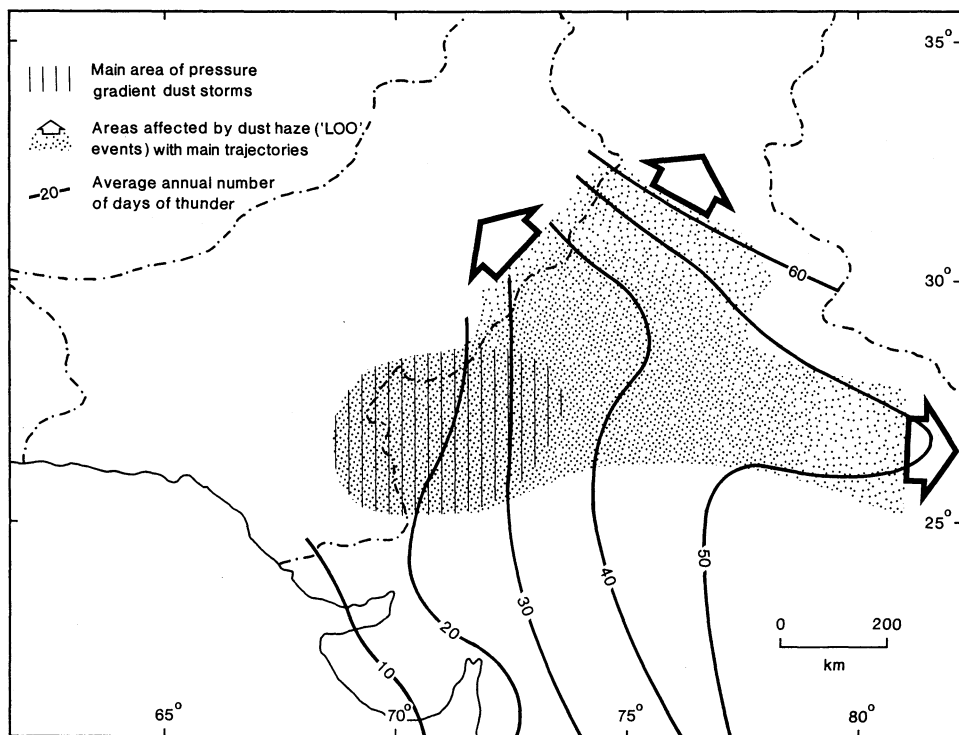 35°
Main area of pressure
gradient dust storms
Areas affected by dust haze ('LOO'
events) with main trajectories
–20– Average annual number
of days of thunder
60
30°
25°
50
40
30
20
10
0 200
km
65° 70° 75° 80°